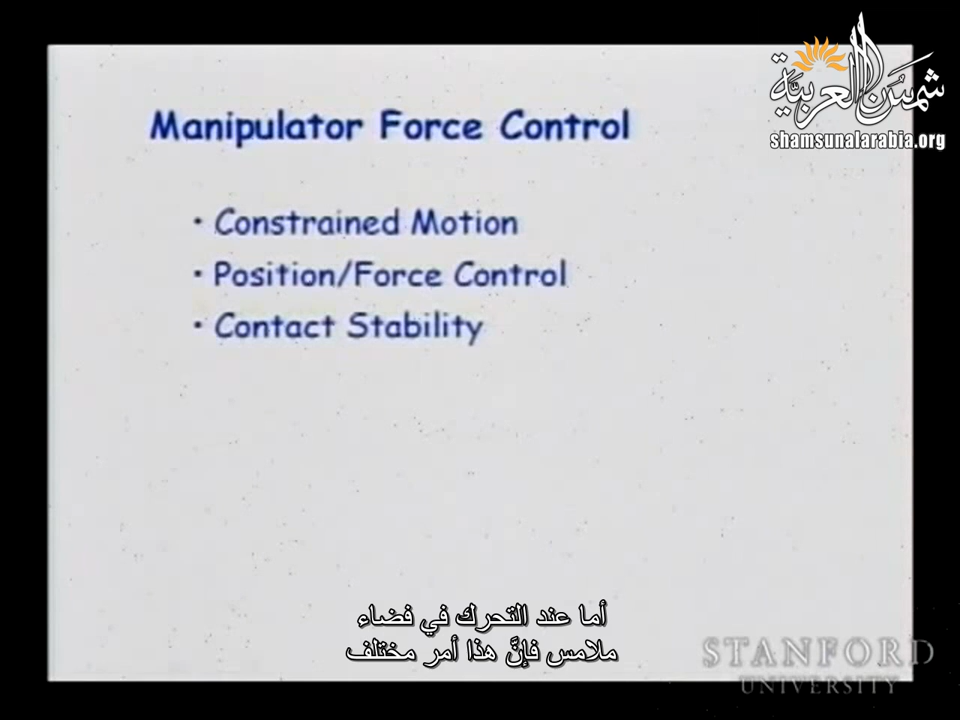 شمسُ العربيّة
shamsunalarabia.org
Manipulator Force Control
• Constrained Motion
• Position/Force Control
• Contact Stability
أما عند التحرك في فضاء
ملامس فإنَّ هذا أمر مختلف
STANFORD
UNIVERSITY